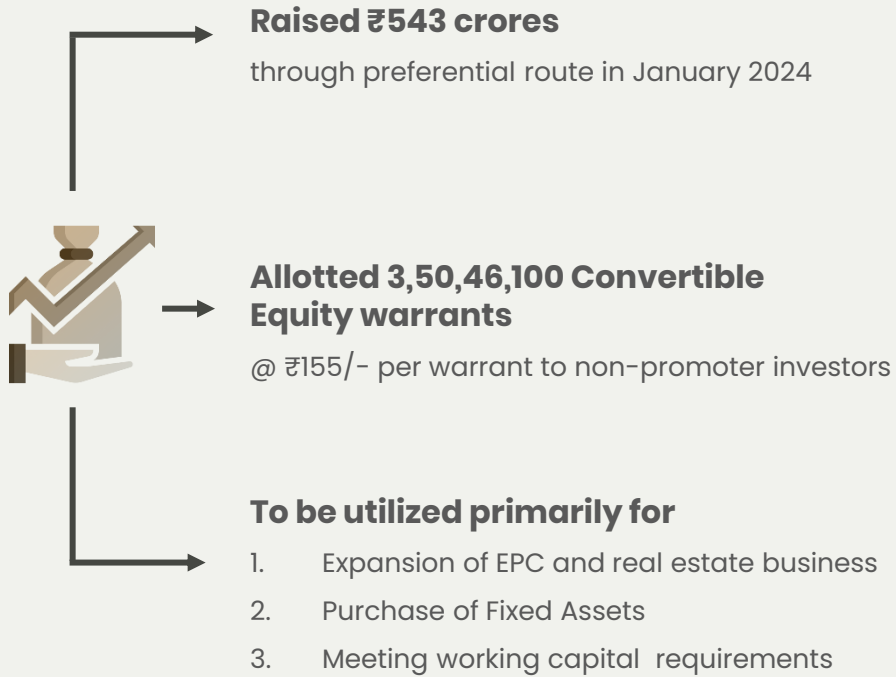 Raised ₹543 crores
through preferential route in January 2024
Allotted 3,50,46,100 Convertible
Equity warrants
@ ₹155/- per warrant to non-promoter investors
To be utilized primarily for
1. Expansion of EPC and real estate business
2. Purchase of Fixed Assets
3. Meeting working capital requirements